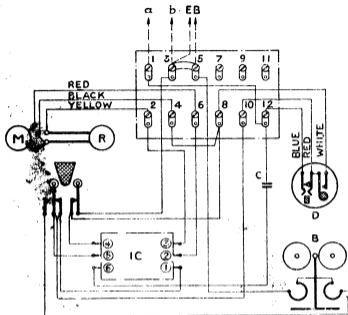 a b EB
1 3 5 7 9 11
RED
BLACK
YELLOW
2 4 6 8 10 12
M R
BLUE
RED
WHITE
C
D
B
4 3
5 IC 2
6 1